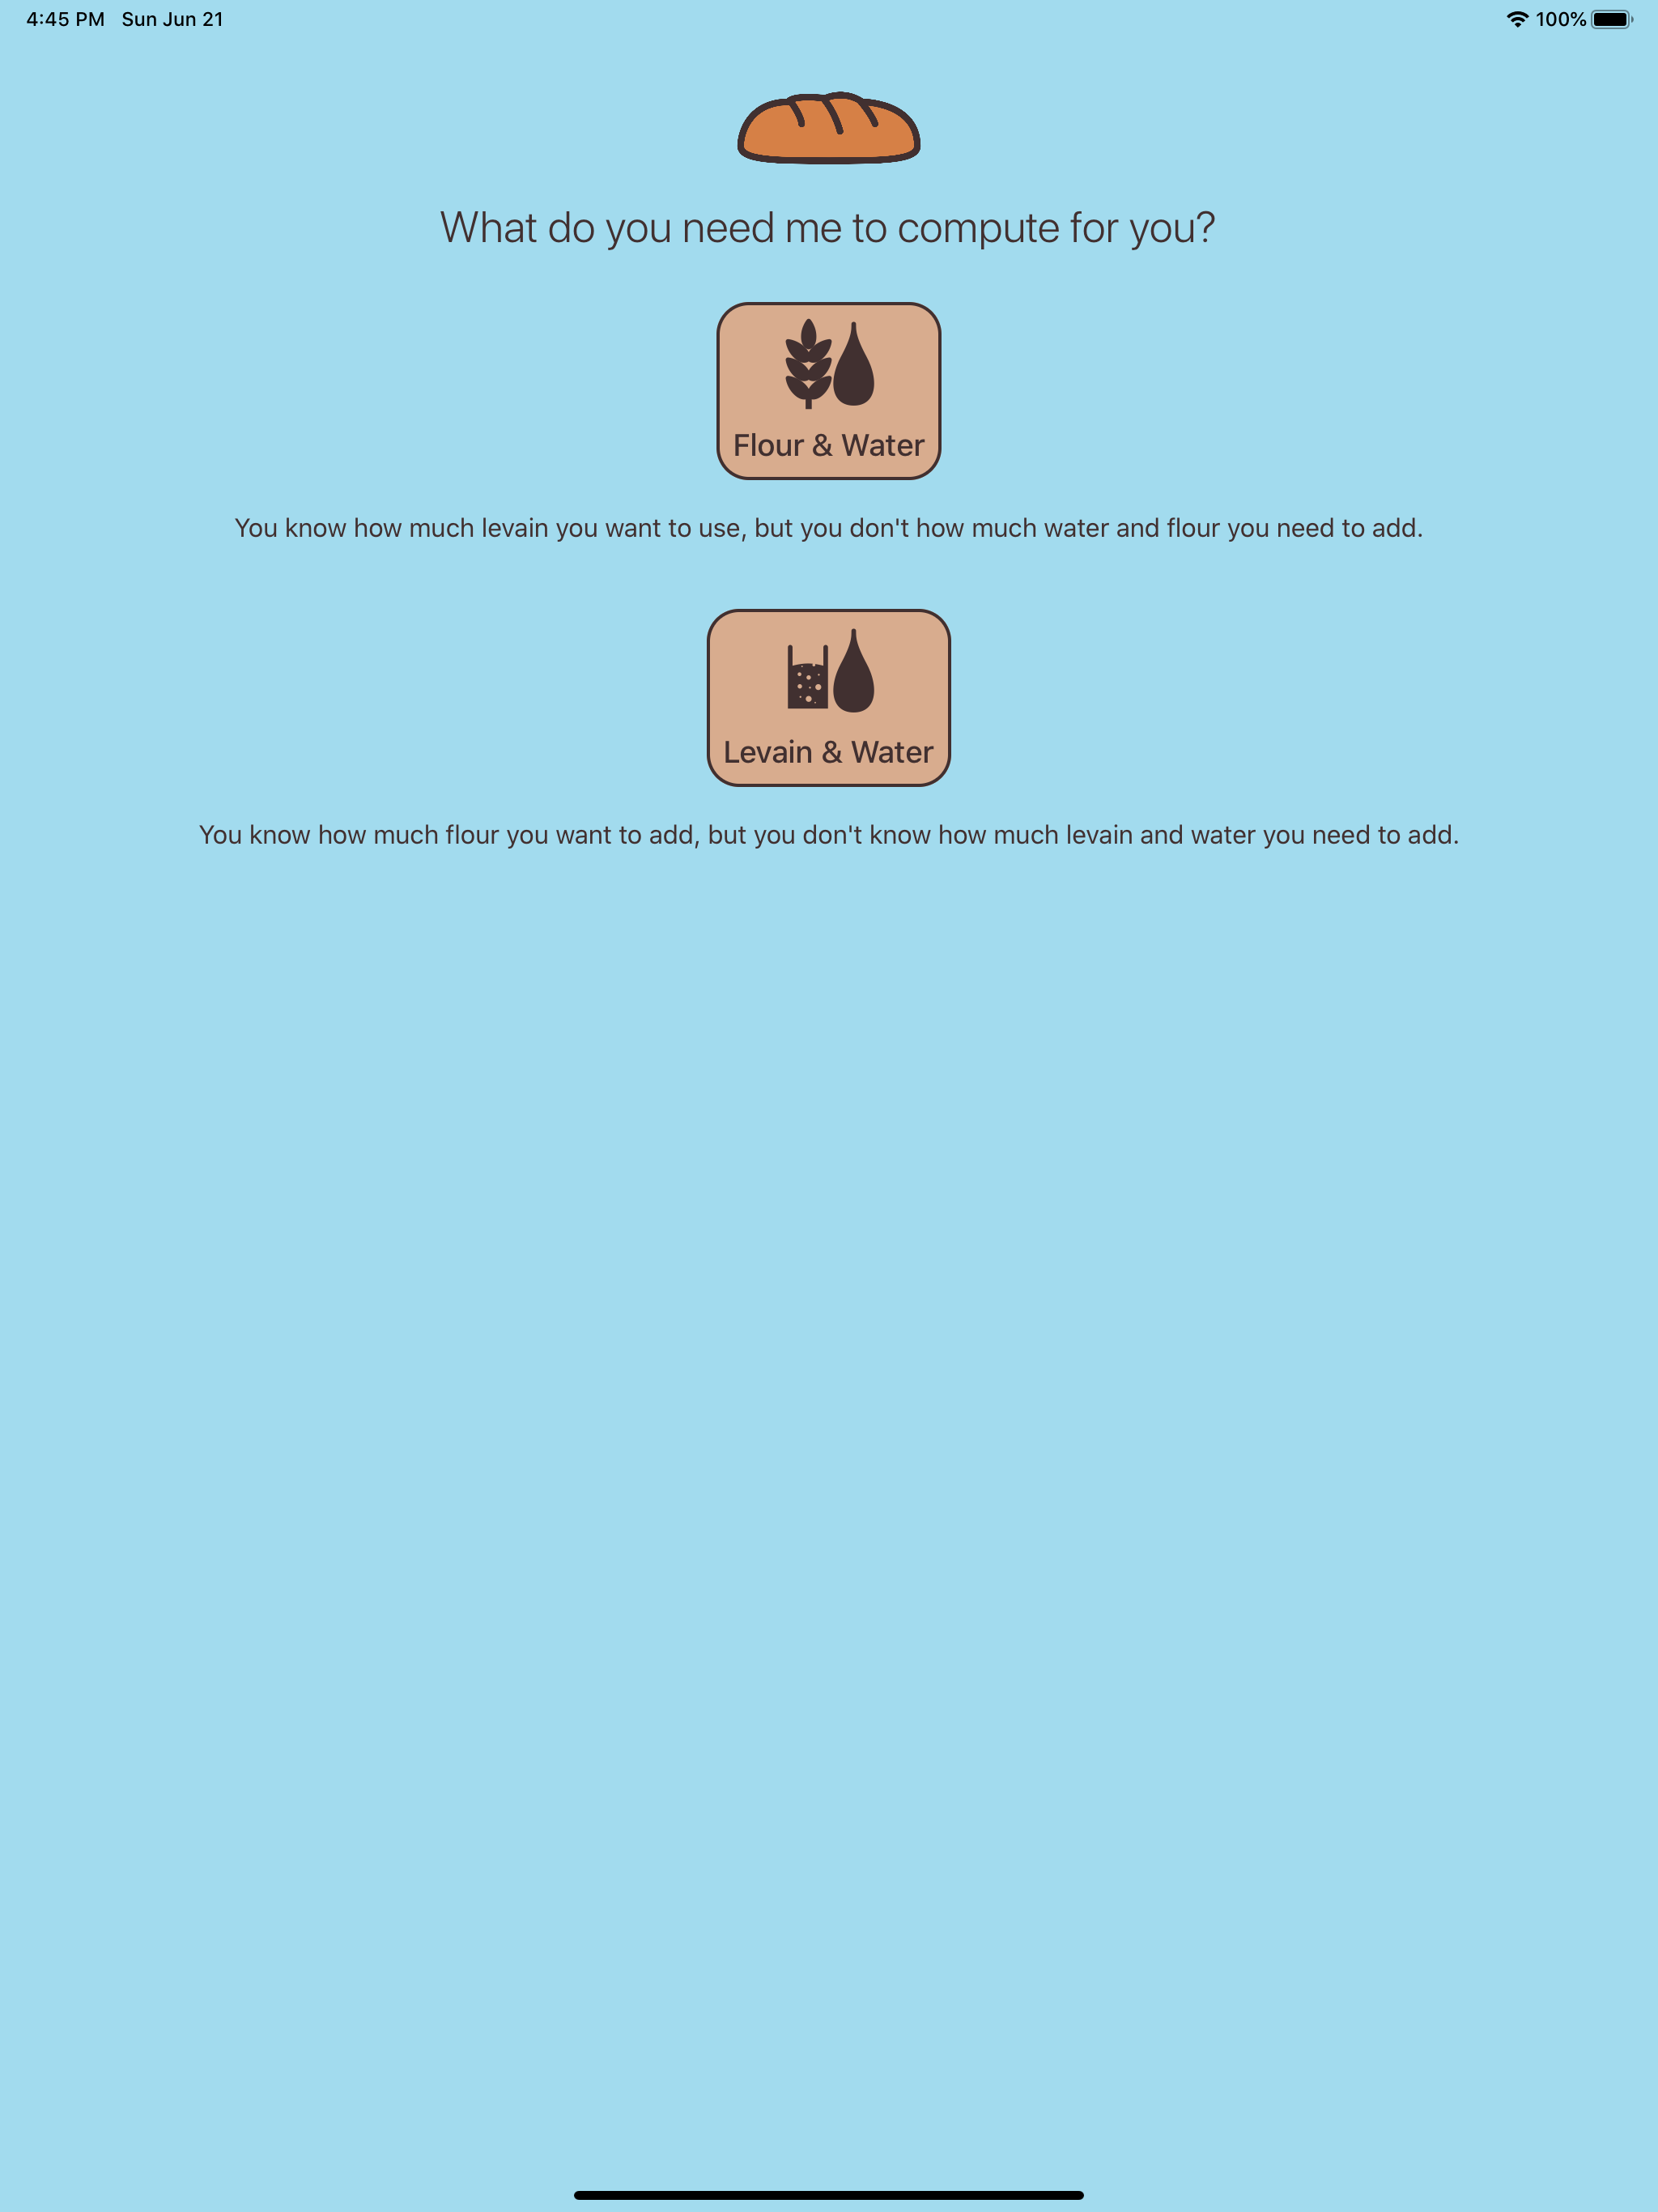 4:45 PM Sun Jun 21 100%
What do you need me to compute for you?
Flour & Water
You know how much levain you want to use, but you don't how much water and flour you need to add.
Levain & Water
You know how much flour you want to add, but you don't know how much levain and water you need to add.